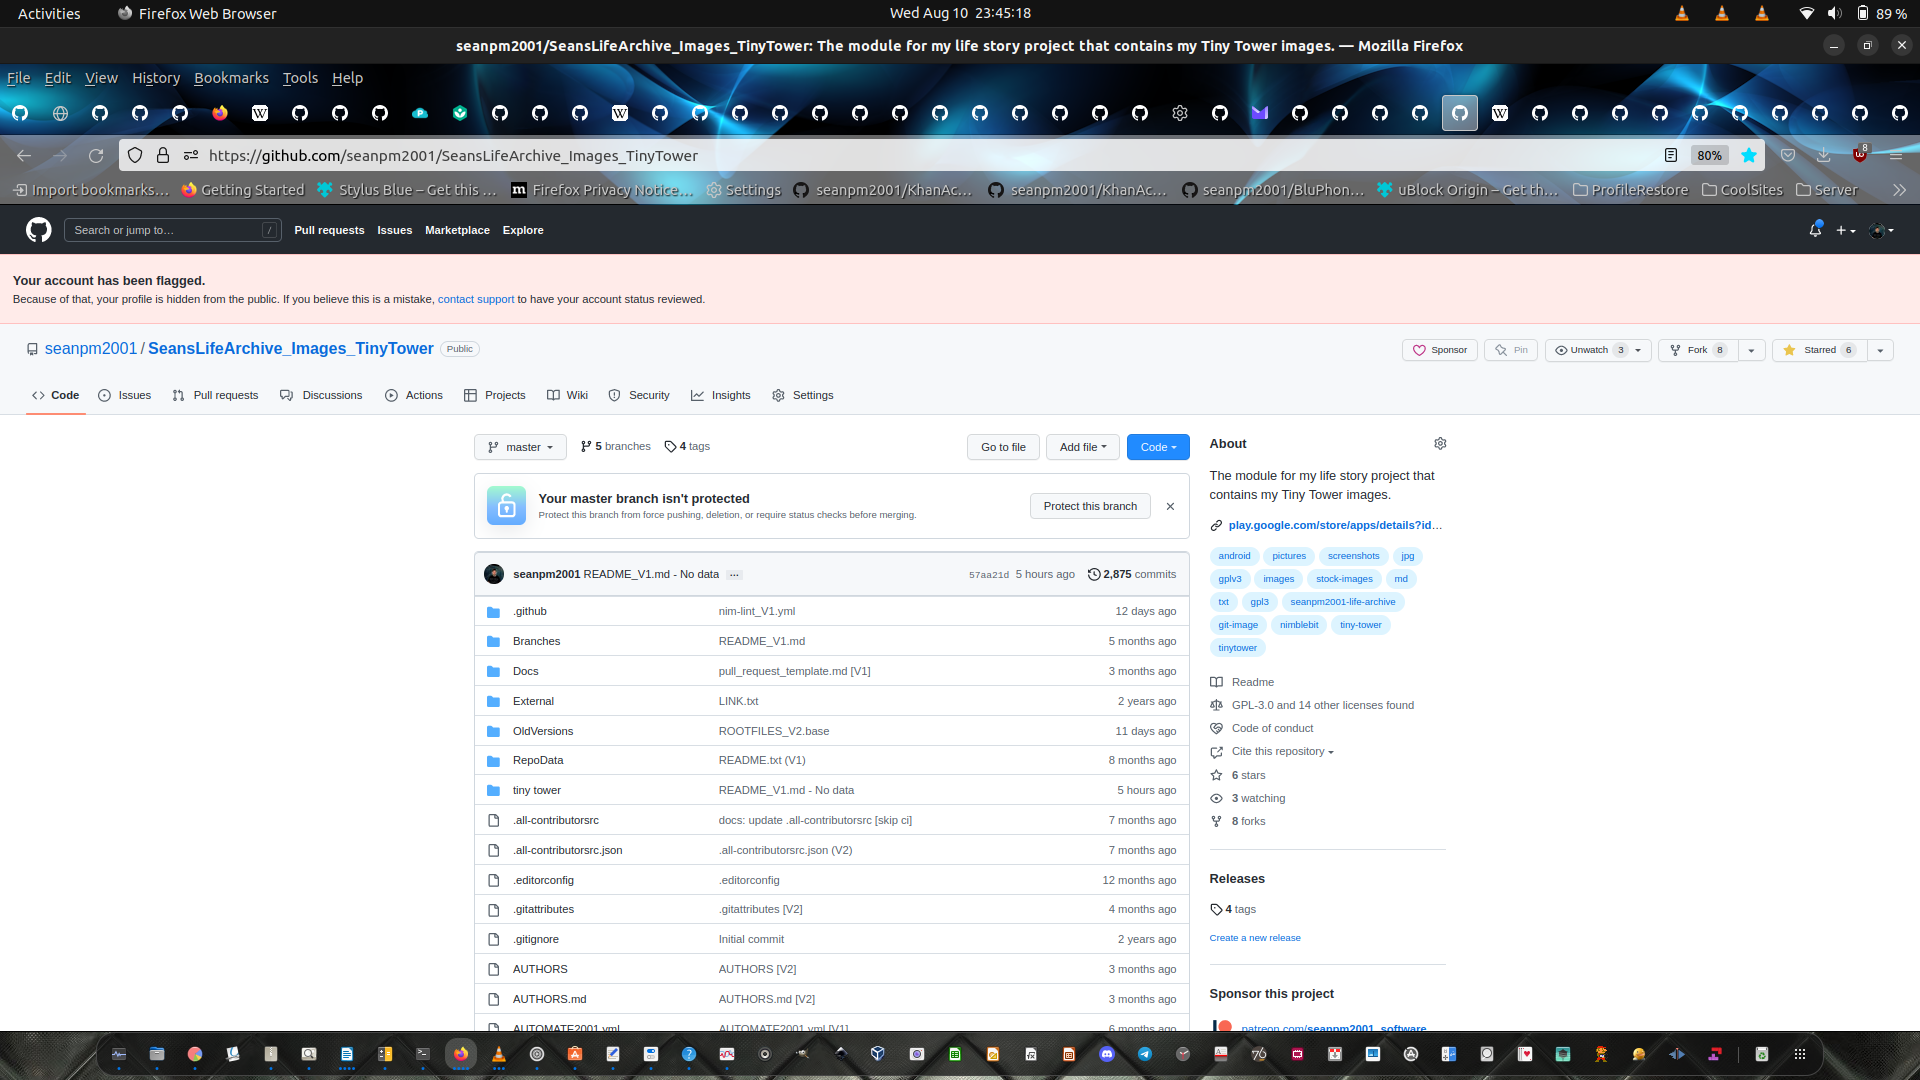 Activities
Firefox Web Browser
Wed Aug 10 23:45:18
89 %
seanpm2001/SeansLifeArchive_Images_TinyTower: The module for my life story project that contains my Tiny Tower images. — Mozilla Firefox
File Edit View History Bookmarks Tools Help
https://github.com/seanpm2001/SeansLifeArchive_Images_TinyTower
80%
8
Import bookmarks… Getting Started Stylus Blue – Get this … Firefox Privacy Notice… Settings seanpm2001/KhanAc… seanpm2001/KhanAc… seanpm2001/BluPhon… uBlock Origin – Get th… ProfileRestore CoolSites Server
Search or jump to… /
Pull requests Issues Marketplace Explore
Your account has been flagged.
Because of that, your profile is hidden from the public. If you believe this is a mistake, contact support to have your account status reviewed.
seanpm2001 / SeansLifeArchive_Images_TinyTower Public
Sponsor Pin Unwatch 3 Fork 8 Starred 6
Code Issues Pull requests Discussions Actions Projects Wiki Security Insights Settings
master 5 branches 4 tags
Go to file Add file Code
Your master branch isn't protected
Protect this branch from force pushing, deletion, or require status checks before merging.
Protect this branch
seanpm2001 README_V1.md - No data … 57aa21d 5 hours ago 2,875 commits
.github nim-lint_V1.yml 12 days ago
Branches README_V1.md 5 months ago
Docs pull_request_template.md [V1] 3 months ago
External LINK.txt 2 years ago
OldVersions ROOTFILES_V2.base 11 days ago
RepoData README.txt (V1) 8 months ago
tiny tower README_V1.md - No data 5 hours ago
.all-contributorsrc docs: update .all-contributorsrc [skip ci] 7 months ago
.all-contributorsrc.json .all-contributorsrc.json (V2) 7 months ago
.editorconfig .editorconfig 12 months ago
.gitattributes .gitattributes [V2] 4 months ago
.gitignore Initial commit 2 years ago
AUTHORS AUTHORS [V2] 3 months ago
AUTHORS.md AUTHORS.md [V2] 3 months ago
AUTOMATE2001.yml AUTOMATE2001.yml [V1] 6 months ago
About
The module for my life story project that
contains my Tiny Tower images.
play.google.com/store/apps/details?id…
android pictures screenshots jpg
gplv3 images stock-images md
txt gpl3 seanpm2001-life-archive
git-image nimblebit tiny-tower
tinytower
Readme
GPL-3.0 and 14 other licenses found
Code of conduct
Cite this repository
6 stars
3 watching
8 forks
Releases
4 tags
Create a new release
Sponsor this project
patreon.com/seanpm2001_software